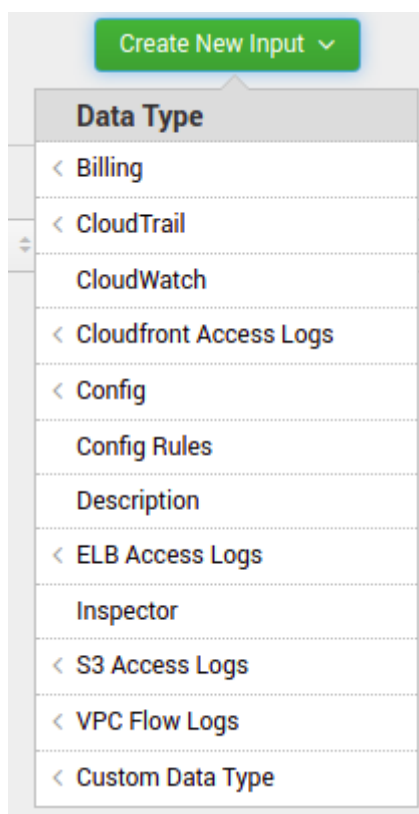 Create New Input
Data Type
Billing
CloudTrail
CloudWatch
Cloudfront Access Logs
Config
Config Rules
Description
ELB Access Logs
Inspector
S3 Access Logs
VPC Flow Logs
Custom Data Type